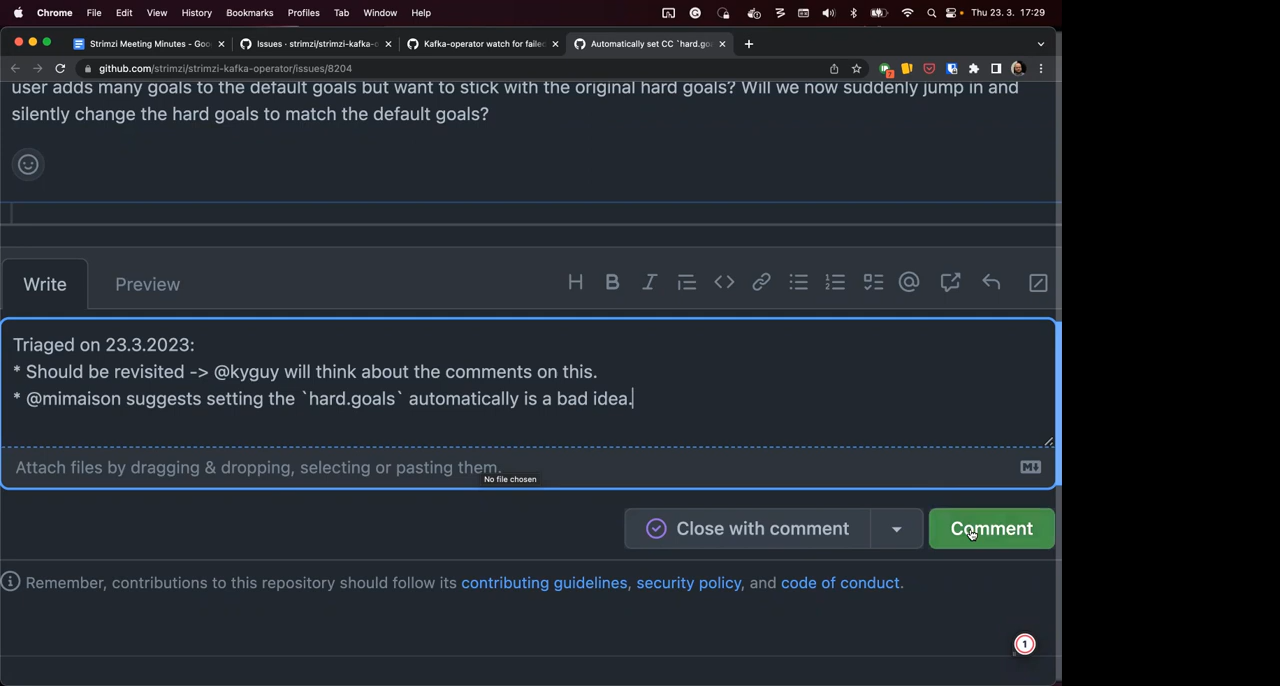 Chrome File Edit View History Bookmarks Profiles Tab Window Help Thu 23. 3. 17:29
Strimzi Meeting Minutes - Goo Issues · strimzi/strimzi-kafka-o Kafka-operator watch for failed Automatically set CC `hard.go
github.com/strimzi/strimzi-kafka-operator/issues/8204 7
user adds many goals to the default goals but want to stick with the original hard goals? Will we now suddenly jump in and
silently change the hard goals to match the default goals?
Write Preview
Triaged on 23.3.2023:
* Should be revisited -> @kyguy will think about the comments on this.
* @mimaison suggests setting the `hard.goals` automatically is a bad idea.
Attach files by dragging & dropping, selecting or pasting them.
No file chosen
Close with comment Comment
Remember, contributions to this repository should follow its contributing guidelines, security policy, and code of conduct.
1